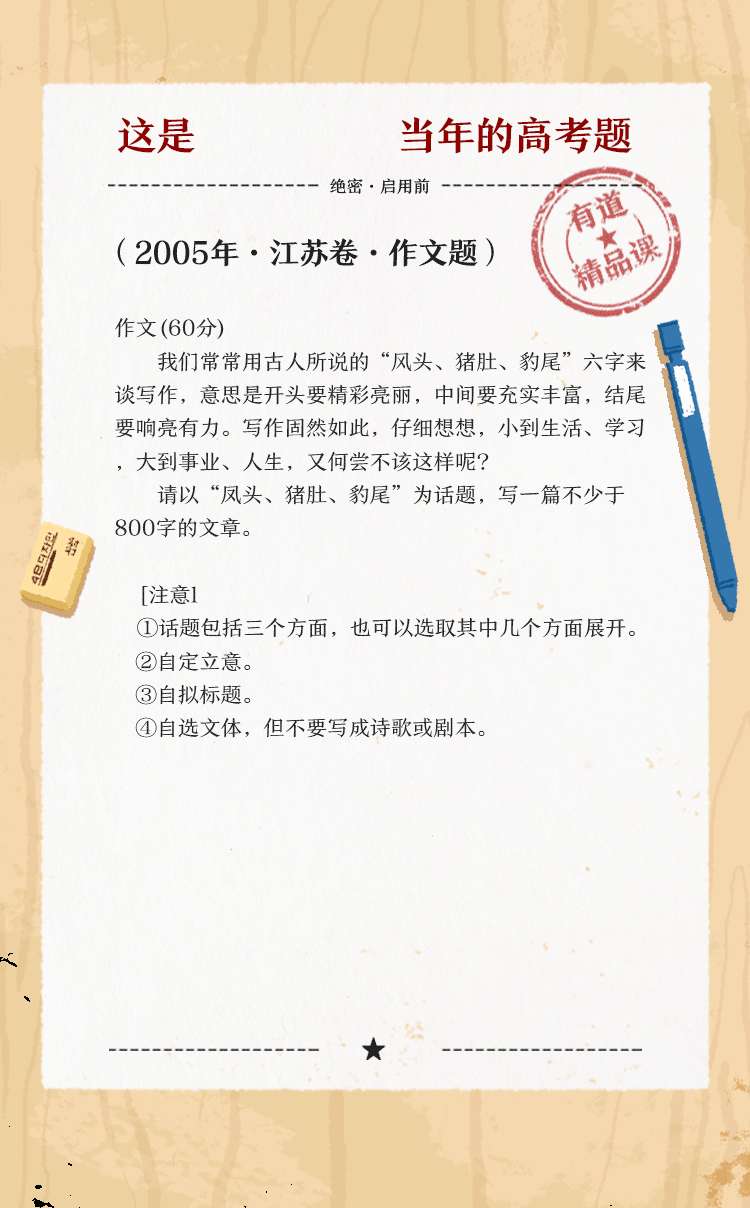 这是 当年的高考题
绝密·启用前
有道
精品课
（2005年·江苏卷·作文题）
作文(60分)
我们常常用古人所说的“风头、猪肚、豹尾”六字来
谈写作，意思是开头要精彩亮丽，中间要充实丰富，结尾
要响亮有力。写作固然如此，仔细想想，小到生活、学习
，大到事业、人生，又何尝不该这样呢?
请以“凤头、猪肚、豹尾”为话题，写一篇不少于
800字的文章。
4B디자인
[注意l
①话题包括三个方面，也可以选取其中几个方面展开。
②自定立意。
③自拟标题。
④自选文体，但不要写成诗歌或剧本。